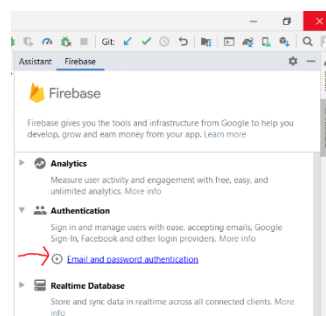 Git:
Assistant Firebase
Firebase
Firebase gives you the tools and infrastructure from Google to help you
develop, grow and earn money from your app. Learn more
Analytics
Measure user activity and engagement with free, easy, and
unlimited analytics. More info
Authentication
Sign in and manage users with ease, accepting emails, Google
Sign-In, Facebook and other login providers. More info
Email and password authentication
Realtime Database
Store and sync data in realtime across all connected clients. More
info